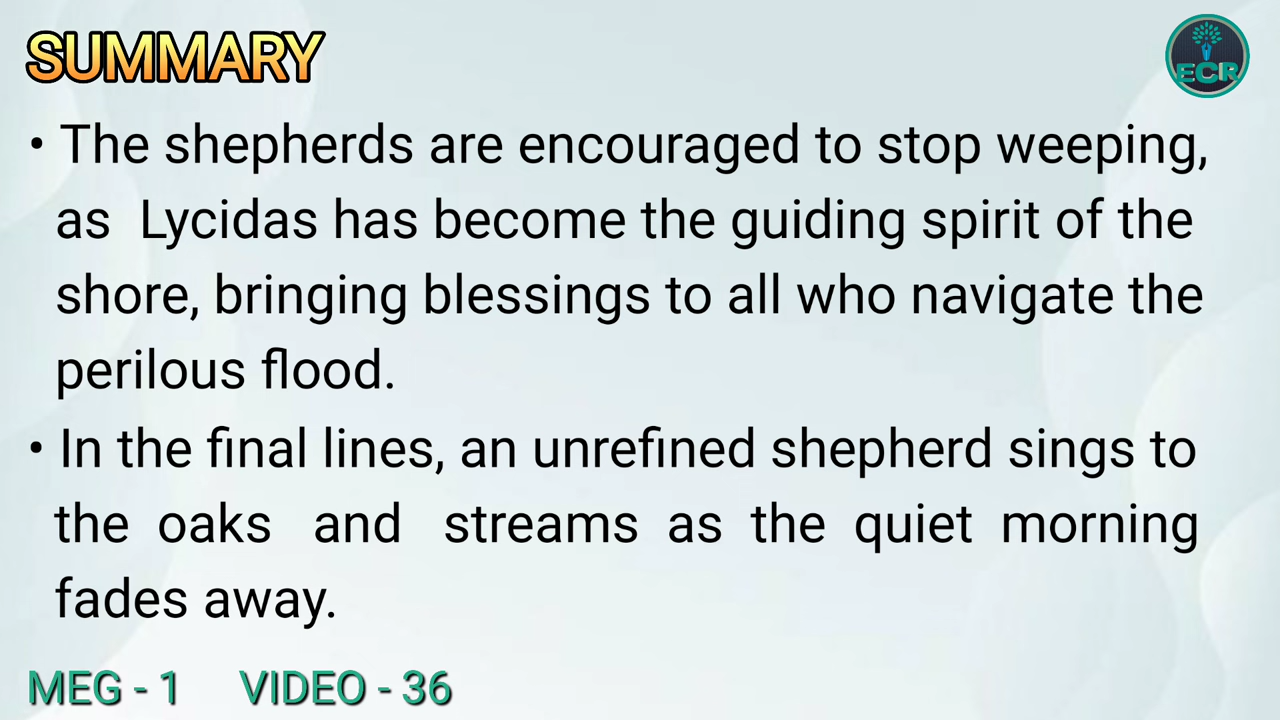 SUMMARY
ECR
• The shepherds are encouraged to stop weeping,
as Lycidas has become the guiding spirit of the
shore, bringing blessings to all who navigate the
perilous flood.
• In the final lines, an unrefined shepherd sings to
the oaks and streams as the quiet morning
fades away.
MEG - 1 VIDEO - 36